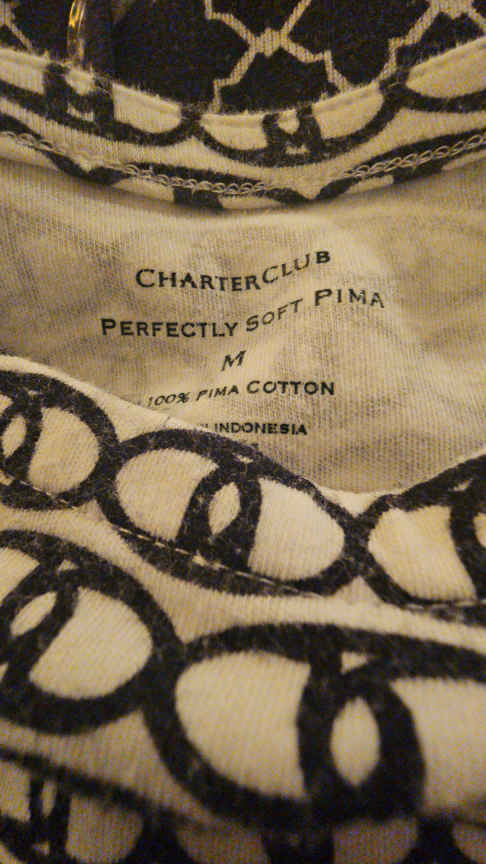 CHARTERCLUB
PERFECTLY SOFT PIMA
M
100% PIMA COTTON
INDONESIA